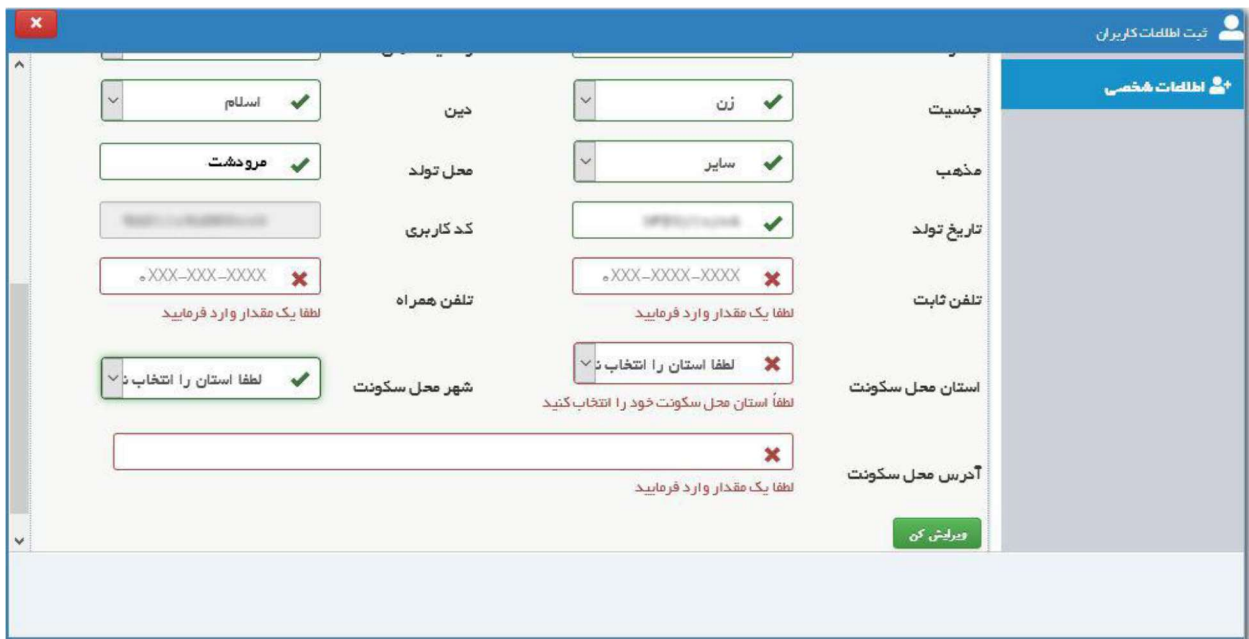 ثبت اطلاعات کاربران
اطلاعات شخصی
جنسیت زن دین اسلام
مذهب سایر محل تولد مرودشت
تاریخ تولد کد کاربری
تلفن ثابت ۰XXX-XXXX-XXXX تلفن همراه ۰XXX-XXX-XXXX
لطفا یک مقدار وارد فرمایید لطفا یک مقدار وارد فرمایید
استان محل سکونت لطفا استان را انتخاب ن شهر محل سکونت لطفا استان را انتخاب ن
لطفاً استان محل سکونت خود را انتخاب کنید
آدرس محل سکونت
لطفا یک مقدار وارد فرمایید
ویرایش کن